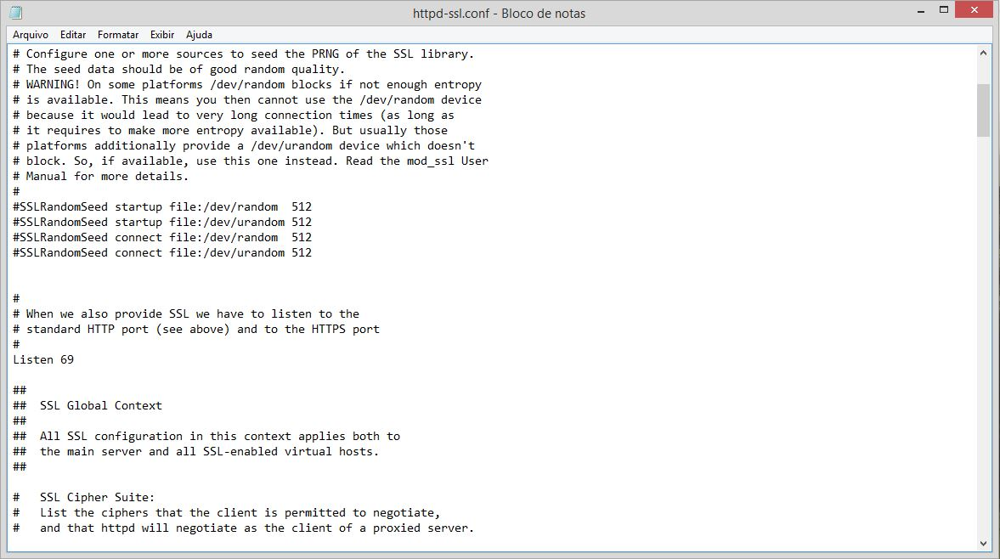 httpd-ssl.conf - Bloco de notas
Arquivo Editar Formatar Exibir Ajuda
# Configure one or more sources to seed the PRNG of the SSL library.
# The seed data should be of good random quality.
# WARNING! On some platforms /dev/random blocks if not enough entropy
# is available. This means you then cannot use the /dev/random device
# because it would lead to very long connection times (as long as
# it requires to make more entropy available). But usually those
# platforms additionally provide a /dev/urandom device which doesn't
# block. So, if available, use this one instead. Read the mod_ssl User
# Manual for more details.
#
#SSLRandomSeed startup file:/dev/random  512
#SSLRandomSeed startup file:/dev/urandom 512
#SSLRandomSeed connect file:/dev/random  512
#SSLRandomSeed connect file:/dev/urandom 512
#
# When we also provide SSL we have to listen to the
# standard HTTP port (see above) and to the HTTPS port
#
Listen 69
##
##  SSL Global Context
##
##  All SSL configuration in this context applies both to
##  the main server and all SSL-enabled virtual hosts.
##
#   SSL Cipher Suite:
#   List the ciphers that the client is permitted to negotiate,
#   and that httpd will negotiate as the client of a proxied server.